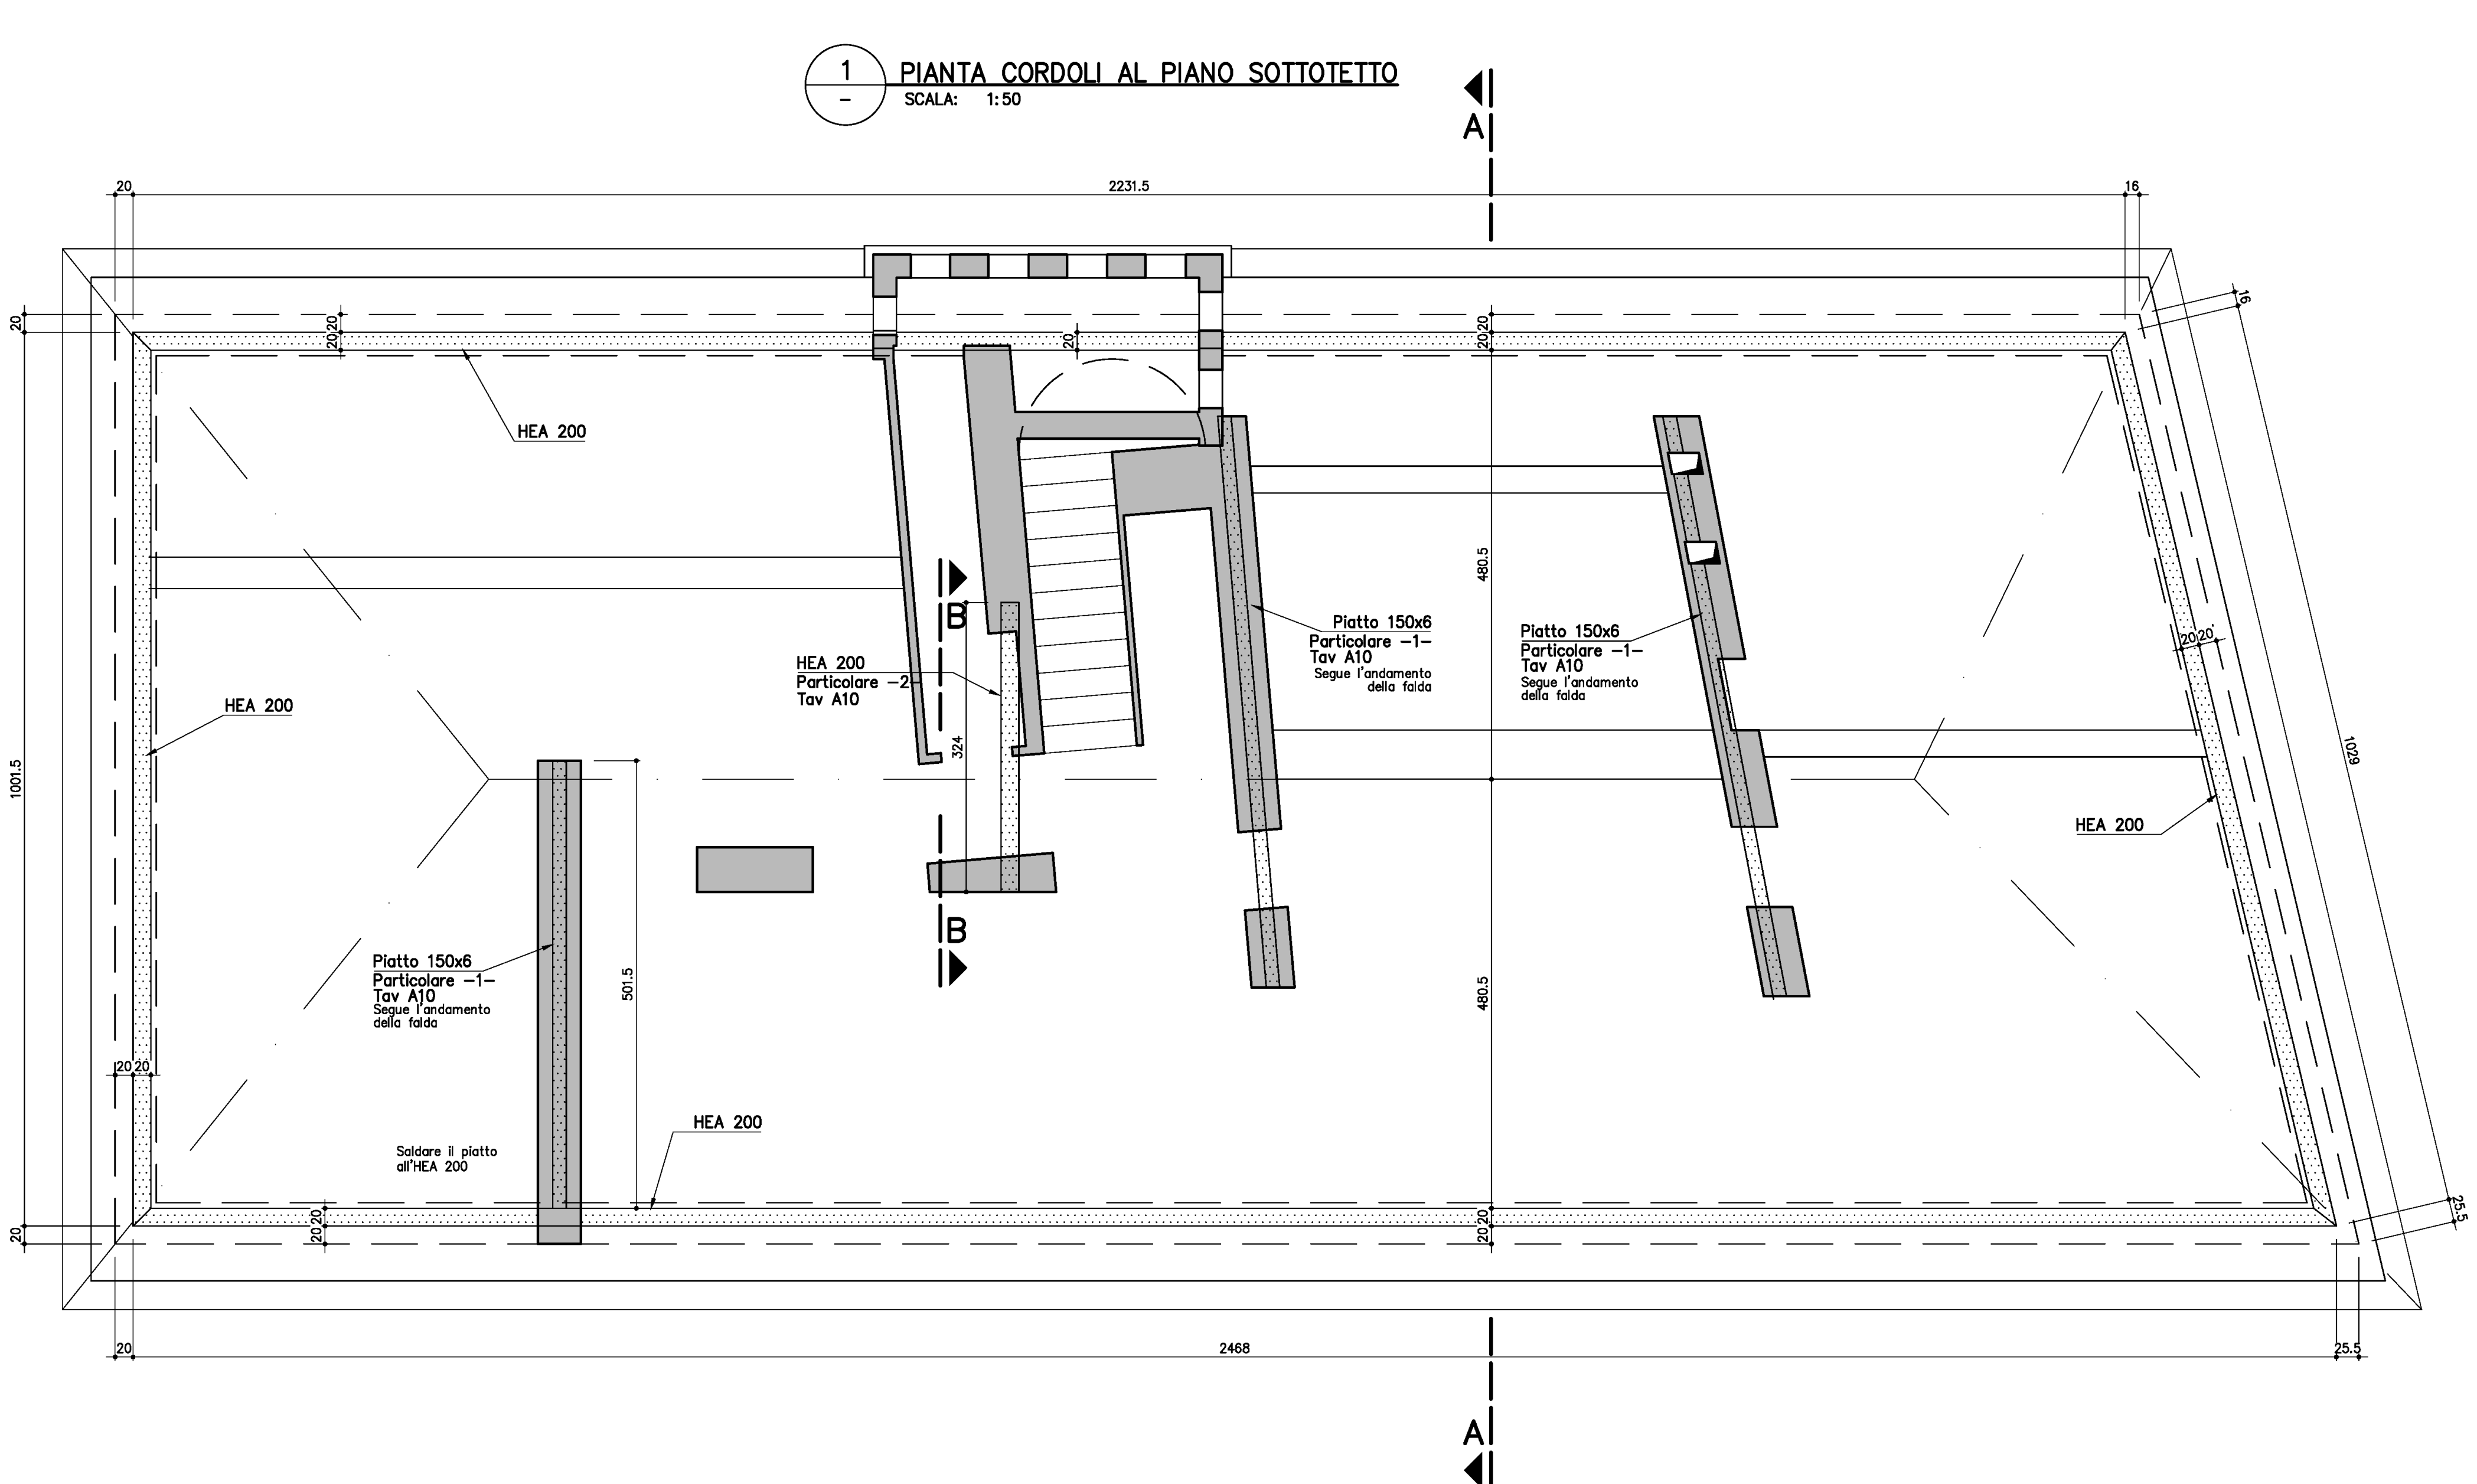 1
PIANTA CORDOLI AL PIANO SOTTOTETTO
-
SCALA: 1:50
A
20
2231.5
16
16
20
20
20
20
20
20
HEA 200
480.5
B
Piatto 150x6
Particolare -1-
Tav A10
Segue l'andamento
della falda
Piatto 150x6
Particolare -1-
Tav A10
Segue l'andamento
della falda
20 20
HEA 200
Particolare -2-
Tav A10
HEA 200
324
1001.5
1029
HEA 200
B
Piatto 150x6
Particolare -1-
Tav A10
Segue l'andamento
della falda
501.5
480.5
20 20
HEA 200
Saldare il piatto
all'HEA 200
20
20
20
20
20
25.5
20
2468
25.5
A